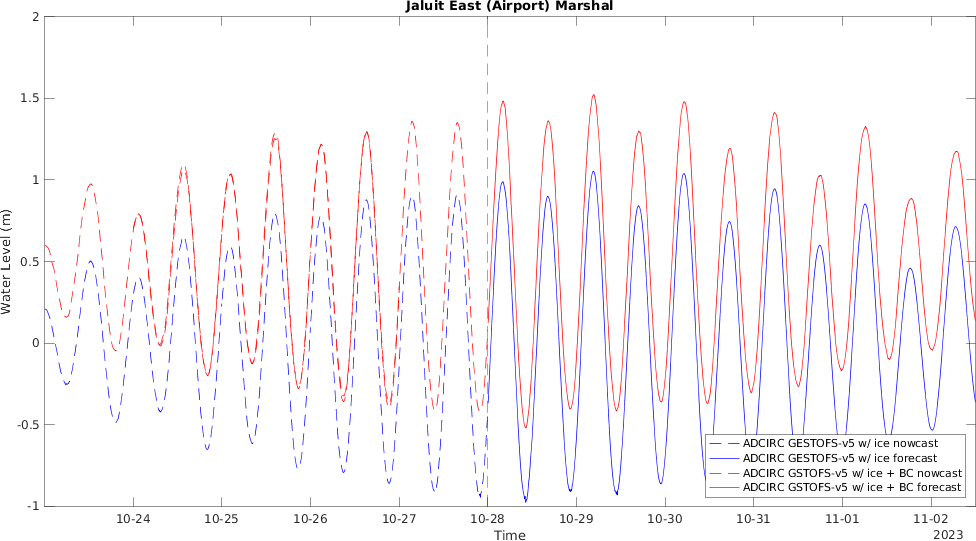 Jaluit East (Airport) Marshal
2
1.5
1
0.5
0
-0.5
-1
Water Level (m)
10-24 10-25 10-26 10-27 10-28 10-29 10-30 10-31 11-01 11-02
Time
2023
ADCIRC GESTOFS-v5 w/ ice nowcast
ADCIRC GESTOFS-v5 w/ ice forecast
ADCIRC GSTOFS-v5 w/ ice + BC nowcast
ADCIRC GSTOFS-v5 w/ ice + BC forecast